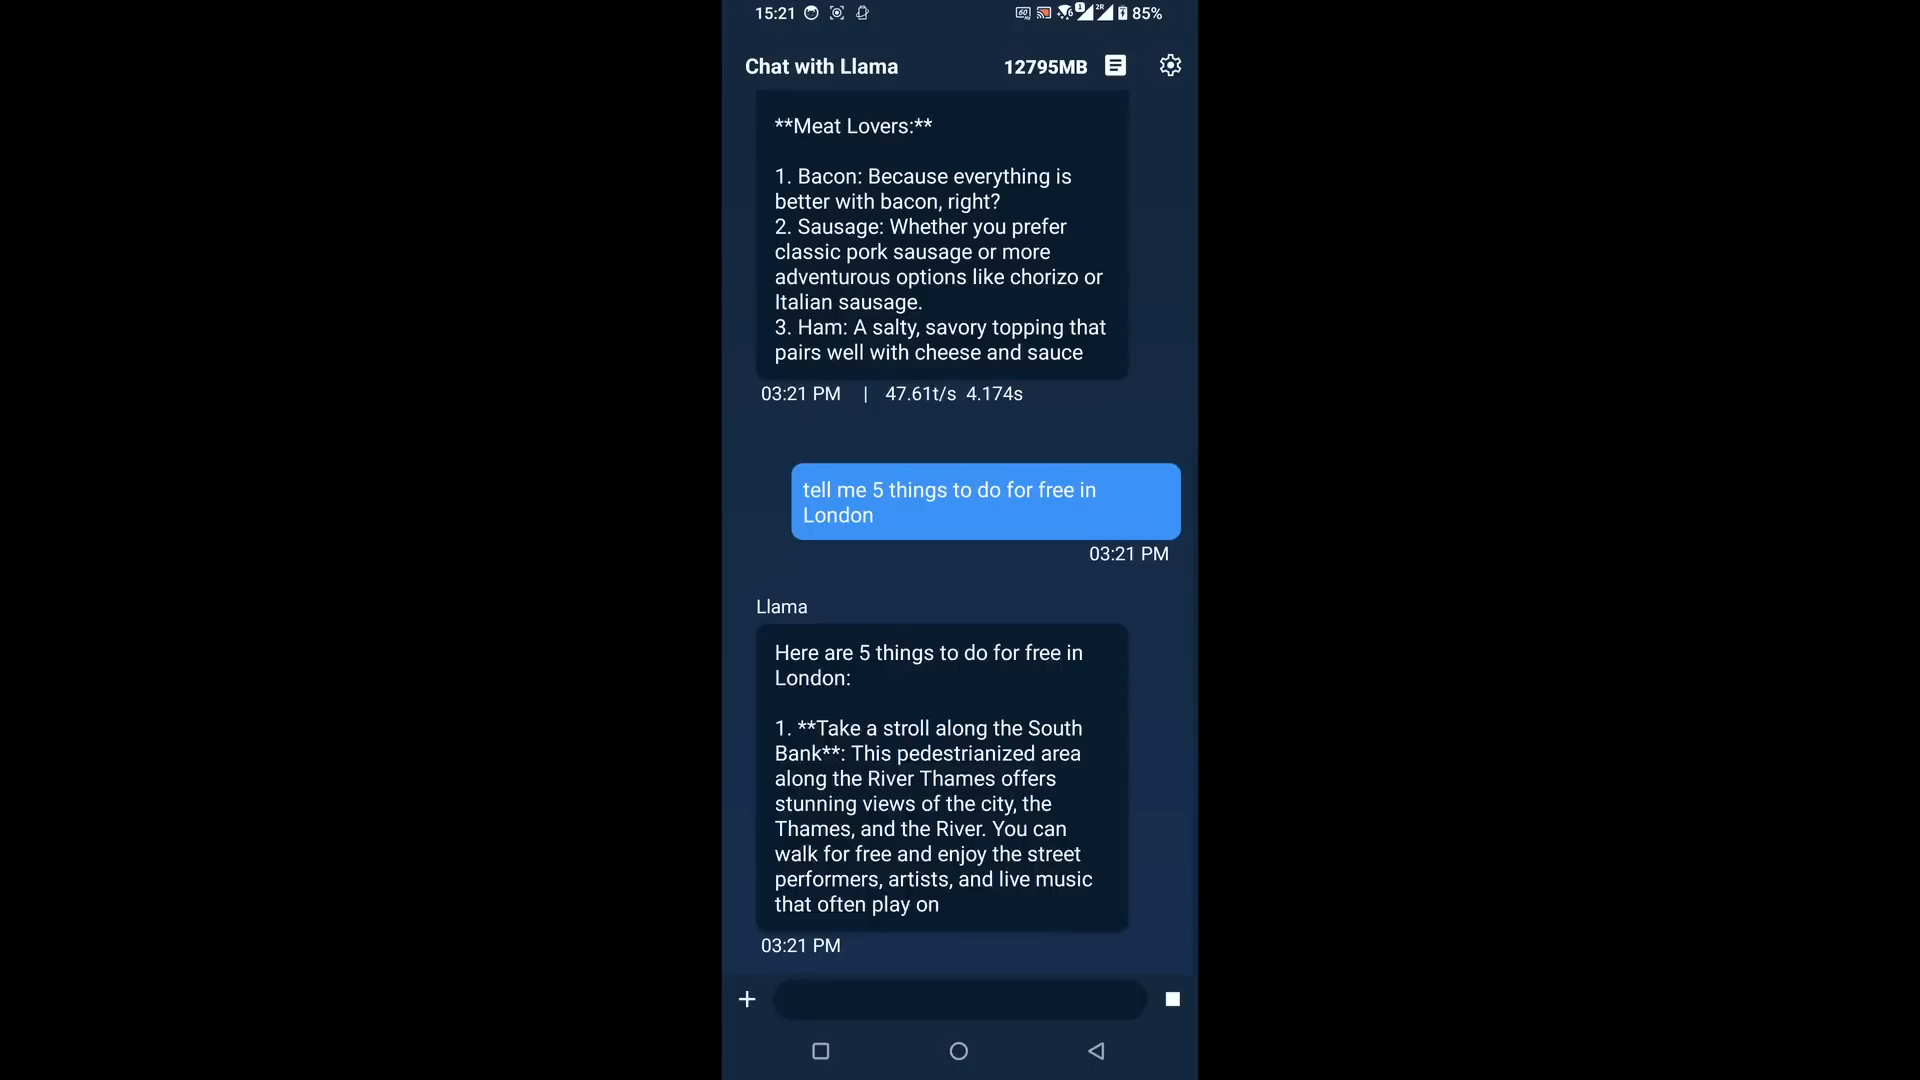 15:21 85%
Chat with Llama 12795MB
**Meat Lovers:**
1. Bacon: Because everything is
better with bacon, right?
2. Sausage: Whether you prefer
classic pork sausage or more
adventurous options like chorizo or
Italian sausage.
3. Ham: A salty, savory topping that
pairs well with cheese and sauce
03:21 PM | 47.61t/s 4.174s
tell me 5 things to do for free in
London
03:21 PM
Llama
Here are 5 things to do for free in
London:
1. **Take a stroll along the South
Bank**: This pedestrianized area
along the River Thames offers
stunning views of the city, the
Thames, and the River. You can
walk for free and enjoy the street
performers, artists, and live music
that often play on
03:21 PM